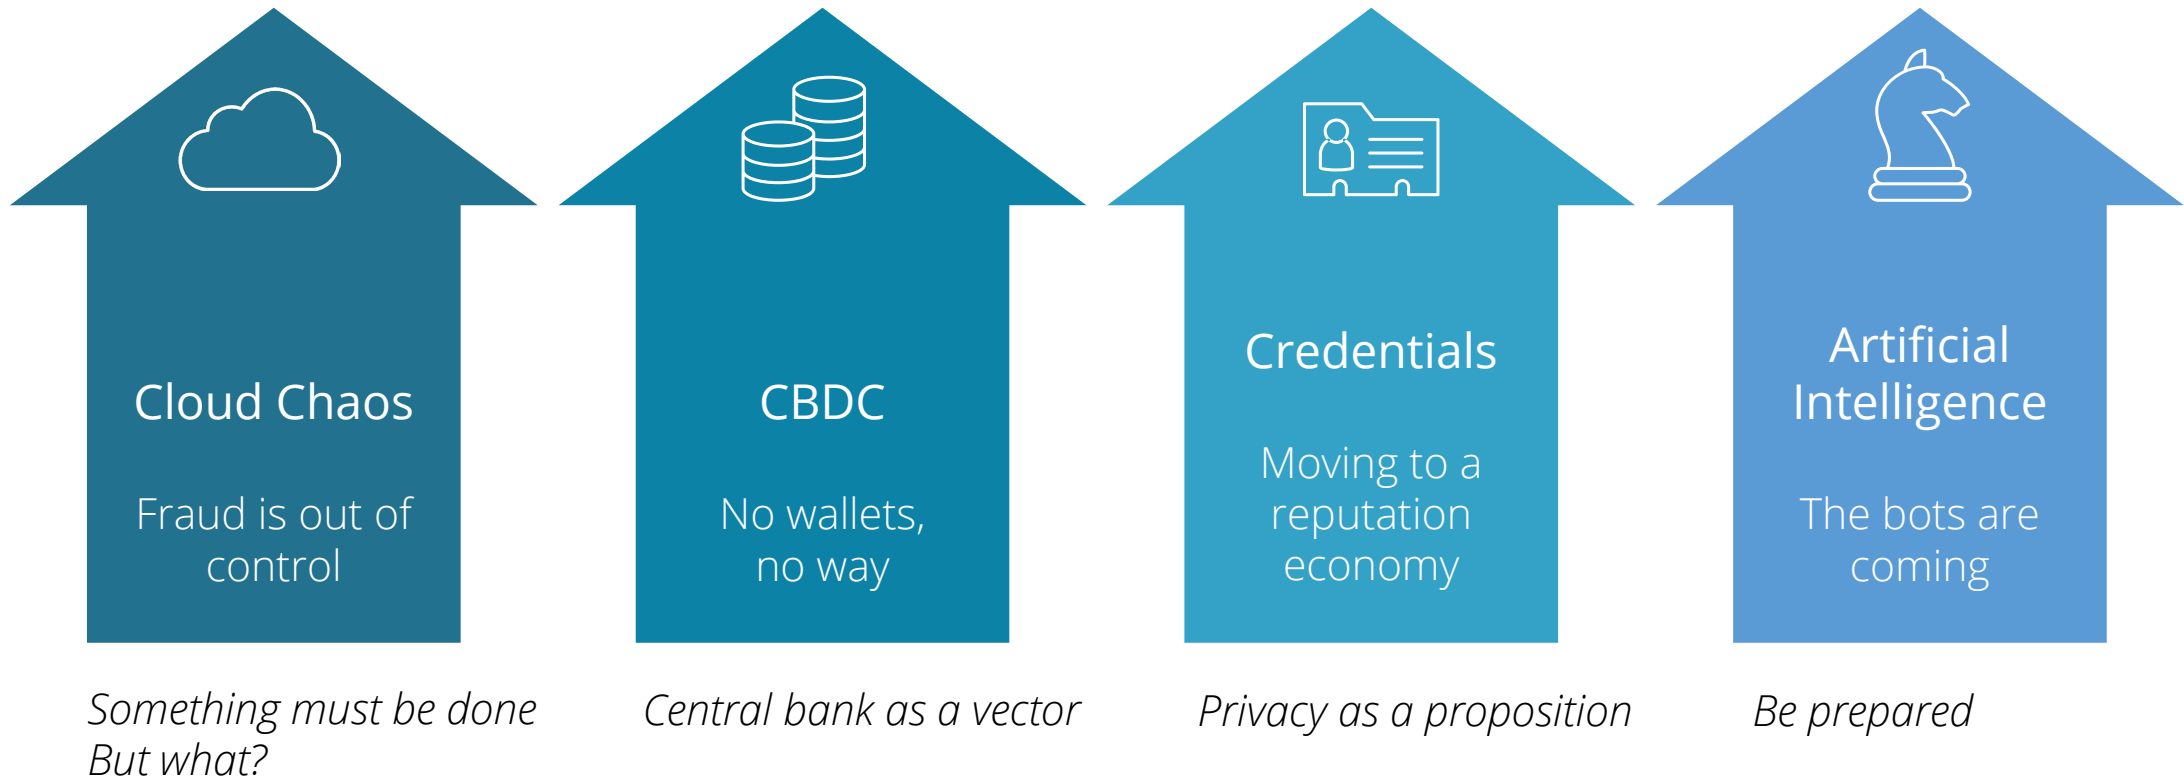 Cloud Chaos
Fraud is out of
control
Something must be done
But what?
CBDC
No wallets,
no way
Central bank as a vector
Credentials
Moving to a
reputation
economy
Privacy as a proposition
Artificial
Intelligence
The bots are
coming
Be prepared